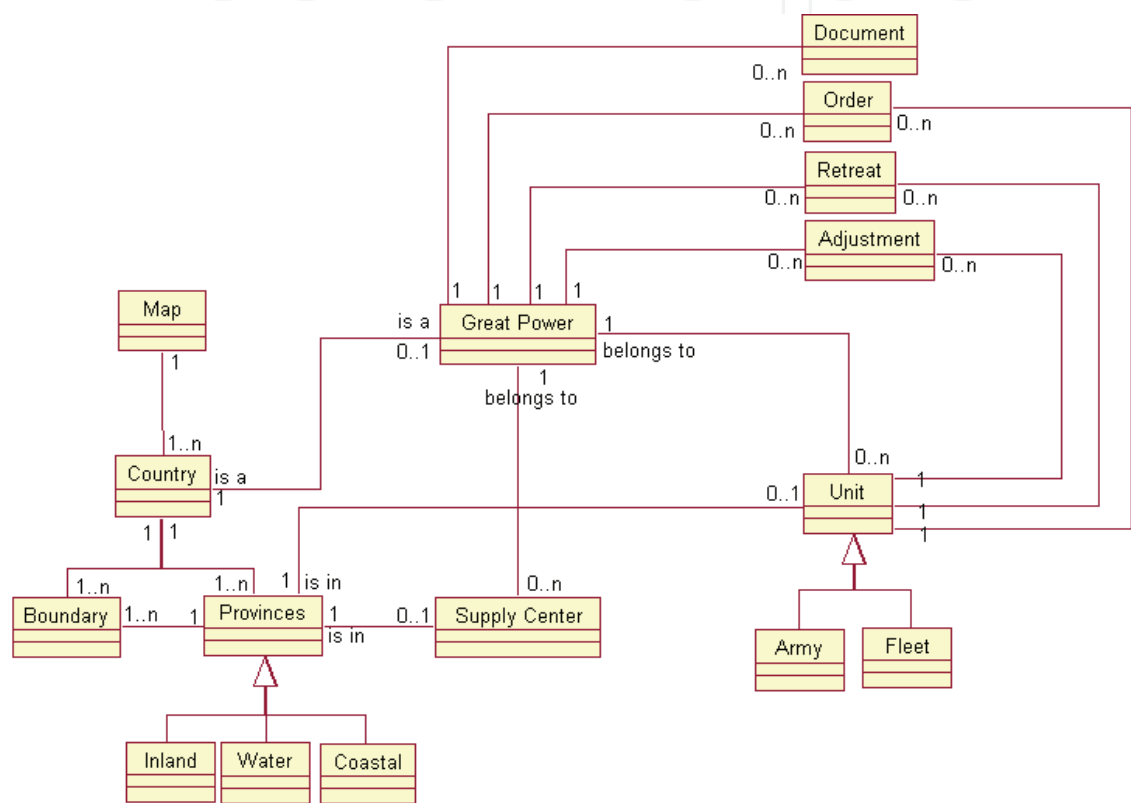 Document
0..n
Order
0..n
0..n
Retreat
0..n
0..n
Adjustment
0..n
0..n
1
1
1
1
Map
is a
Great Power
1
0..1
belongs to
1
1
belongs to
1..n
0..n
Country
is a
1
0..1
Unit
1
1
1
1
1
1..n
1..n
1
is in
0..n
Boundary
1..n
1
Provinces
1
is in
0..1
Supply Center
Army
Fleet
Inland
Water
Coastal